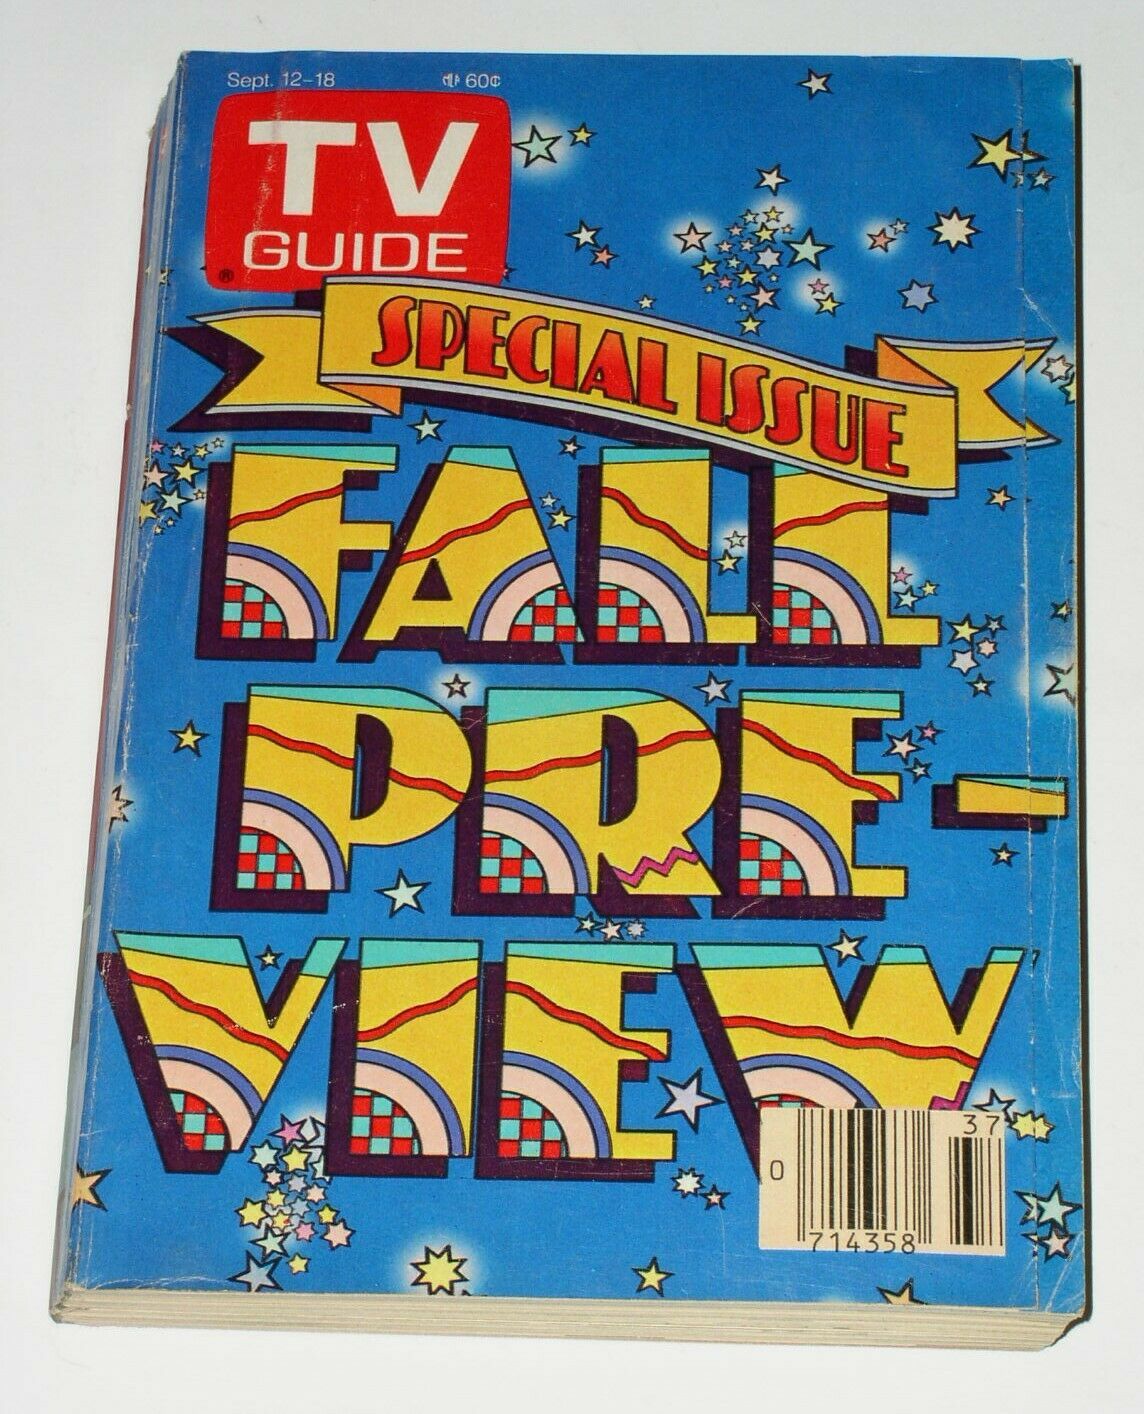 Sept. 12-18 60¢
TV
GUIDE
®
SPECIAL ISSUE
FALL
PRE-
VIEW
37
0
714358